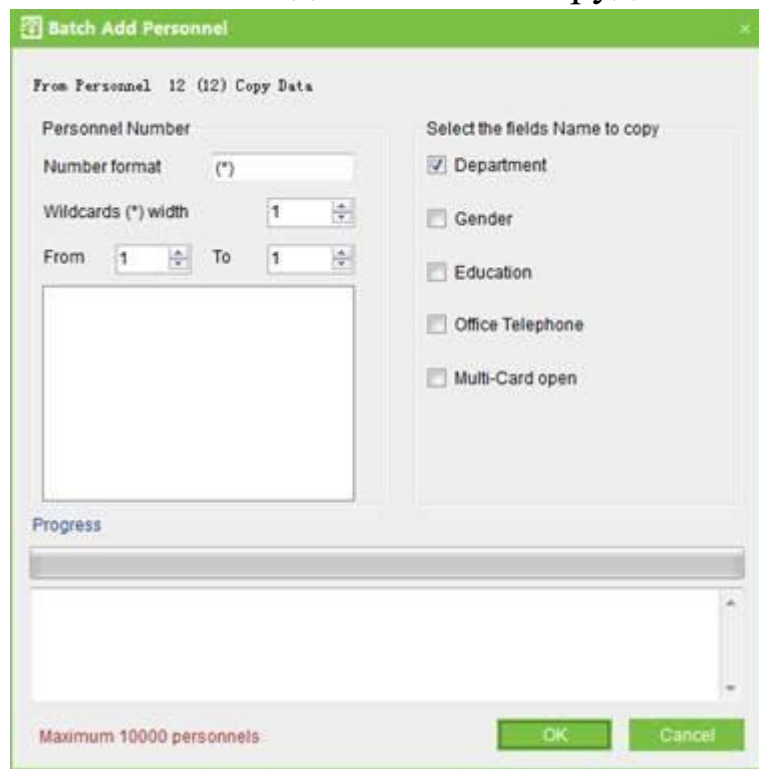 Batch Add Personnel
From Personnel 12 (12) Copy Data
Personnel Number
Number format (*)
Wildcards (*) width 1
From 1 To 1
Select the fields Name to copy
Department
Gender
Education
Office Telephone
Multi-Card open
Progress
Maximum 10000 personnels
OK Cancel